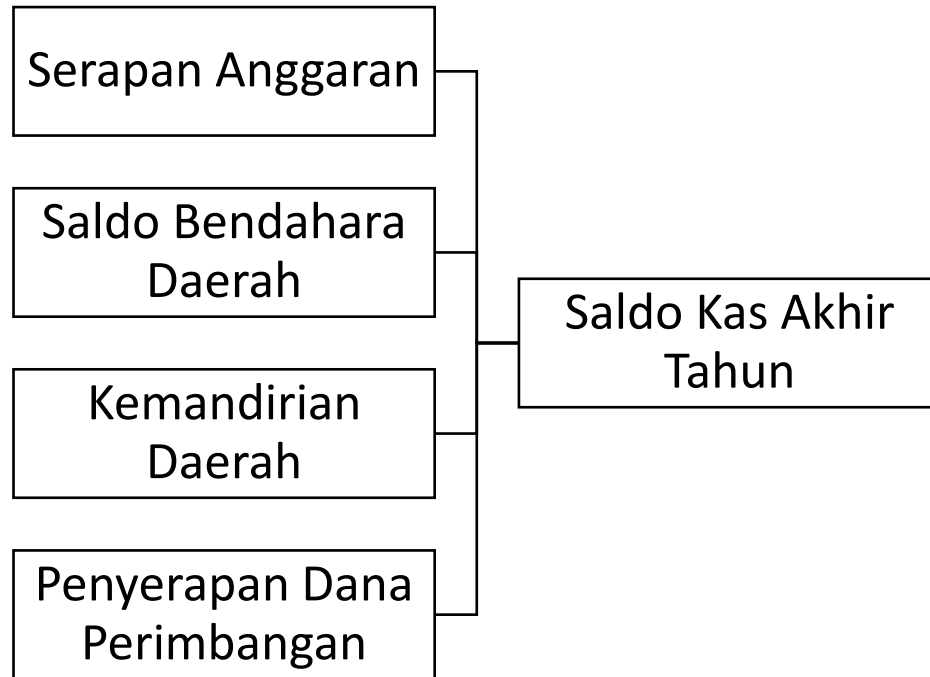 Serapan Anggaran
Saldo Bendahara
Daerah
Kemandirian
Daerah
Penyerapan Dana
Perimbangan
Saldo Kas Akhir
Tahun